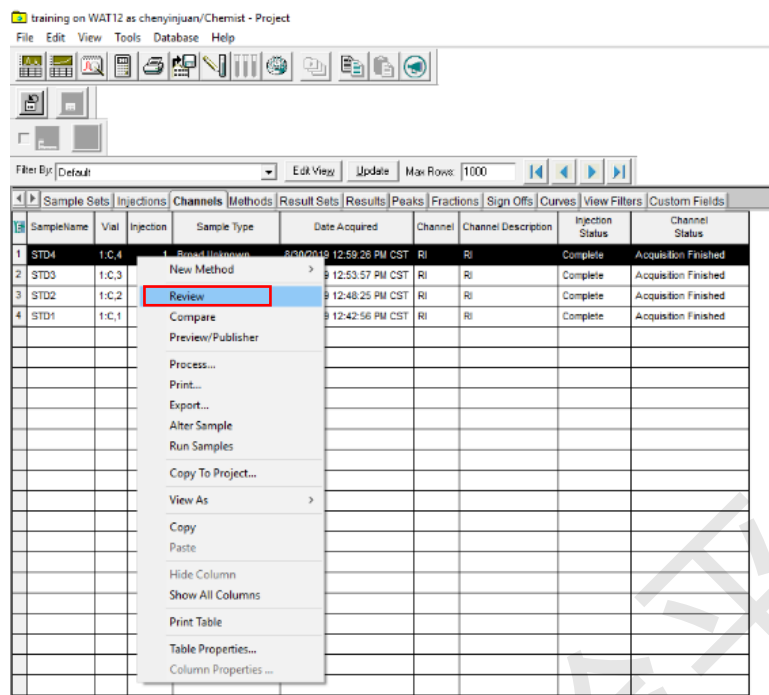 training on WAT12 as chenyinjuan/Chemist - Project
File Edit View Tools Database Help
Filter By: Default Edit View Update Max Rows: 1000
Sample Sets Injections Channels Methods Result Sets Results Peaks Fractions Sign Offs Curves View Filters Custom Fields
SampleName Vial Injection Sample Type Date Acquired Channel Channel Description Injection Status Channel Status
1 STD4 1:C,4 1 Broad Unknown 8/30/2019 12:59:26 PM CST RI RI Complete Acquisition Finished
2 STD3 1:C,3 9 12:53:57 PM CST RI RI Complete Acquisition Finished
3 STD2 1:C,2 9 12:48:25 PM CST RI RI Complete Acquisition Finished
4 STD1 1:C,1 9 12:42:56 PM CST RI RI Complete Acquisition Finished
New Method
Review
Compare
Preview/Publisher
Process...
Print...
Export...
Alter Sample
Run Samples
Copy To Project...
View As
Copy
Paste
Hide Column
Show All Columns
Print Table
Table Properties...
Column Properties ...